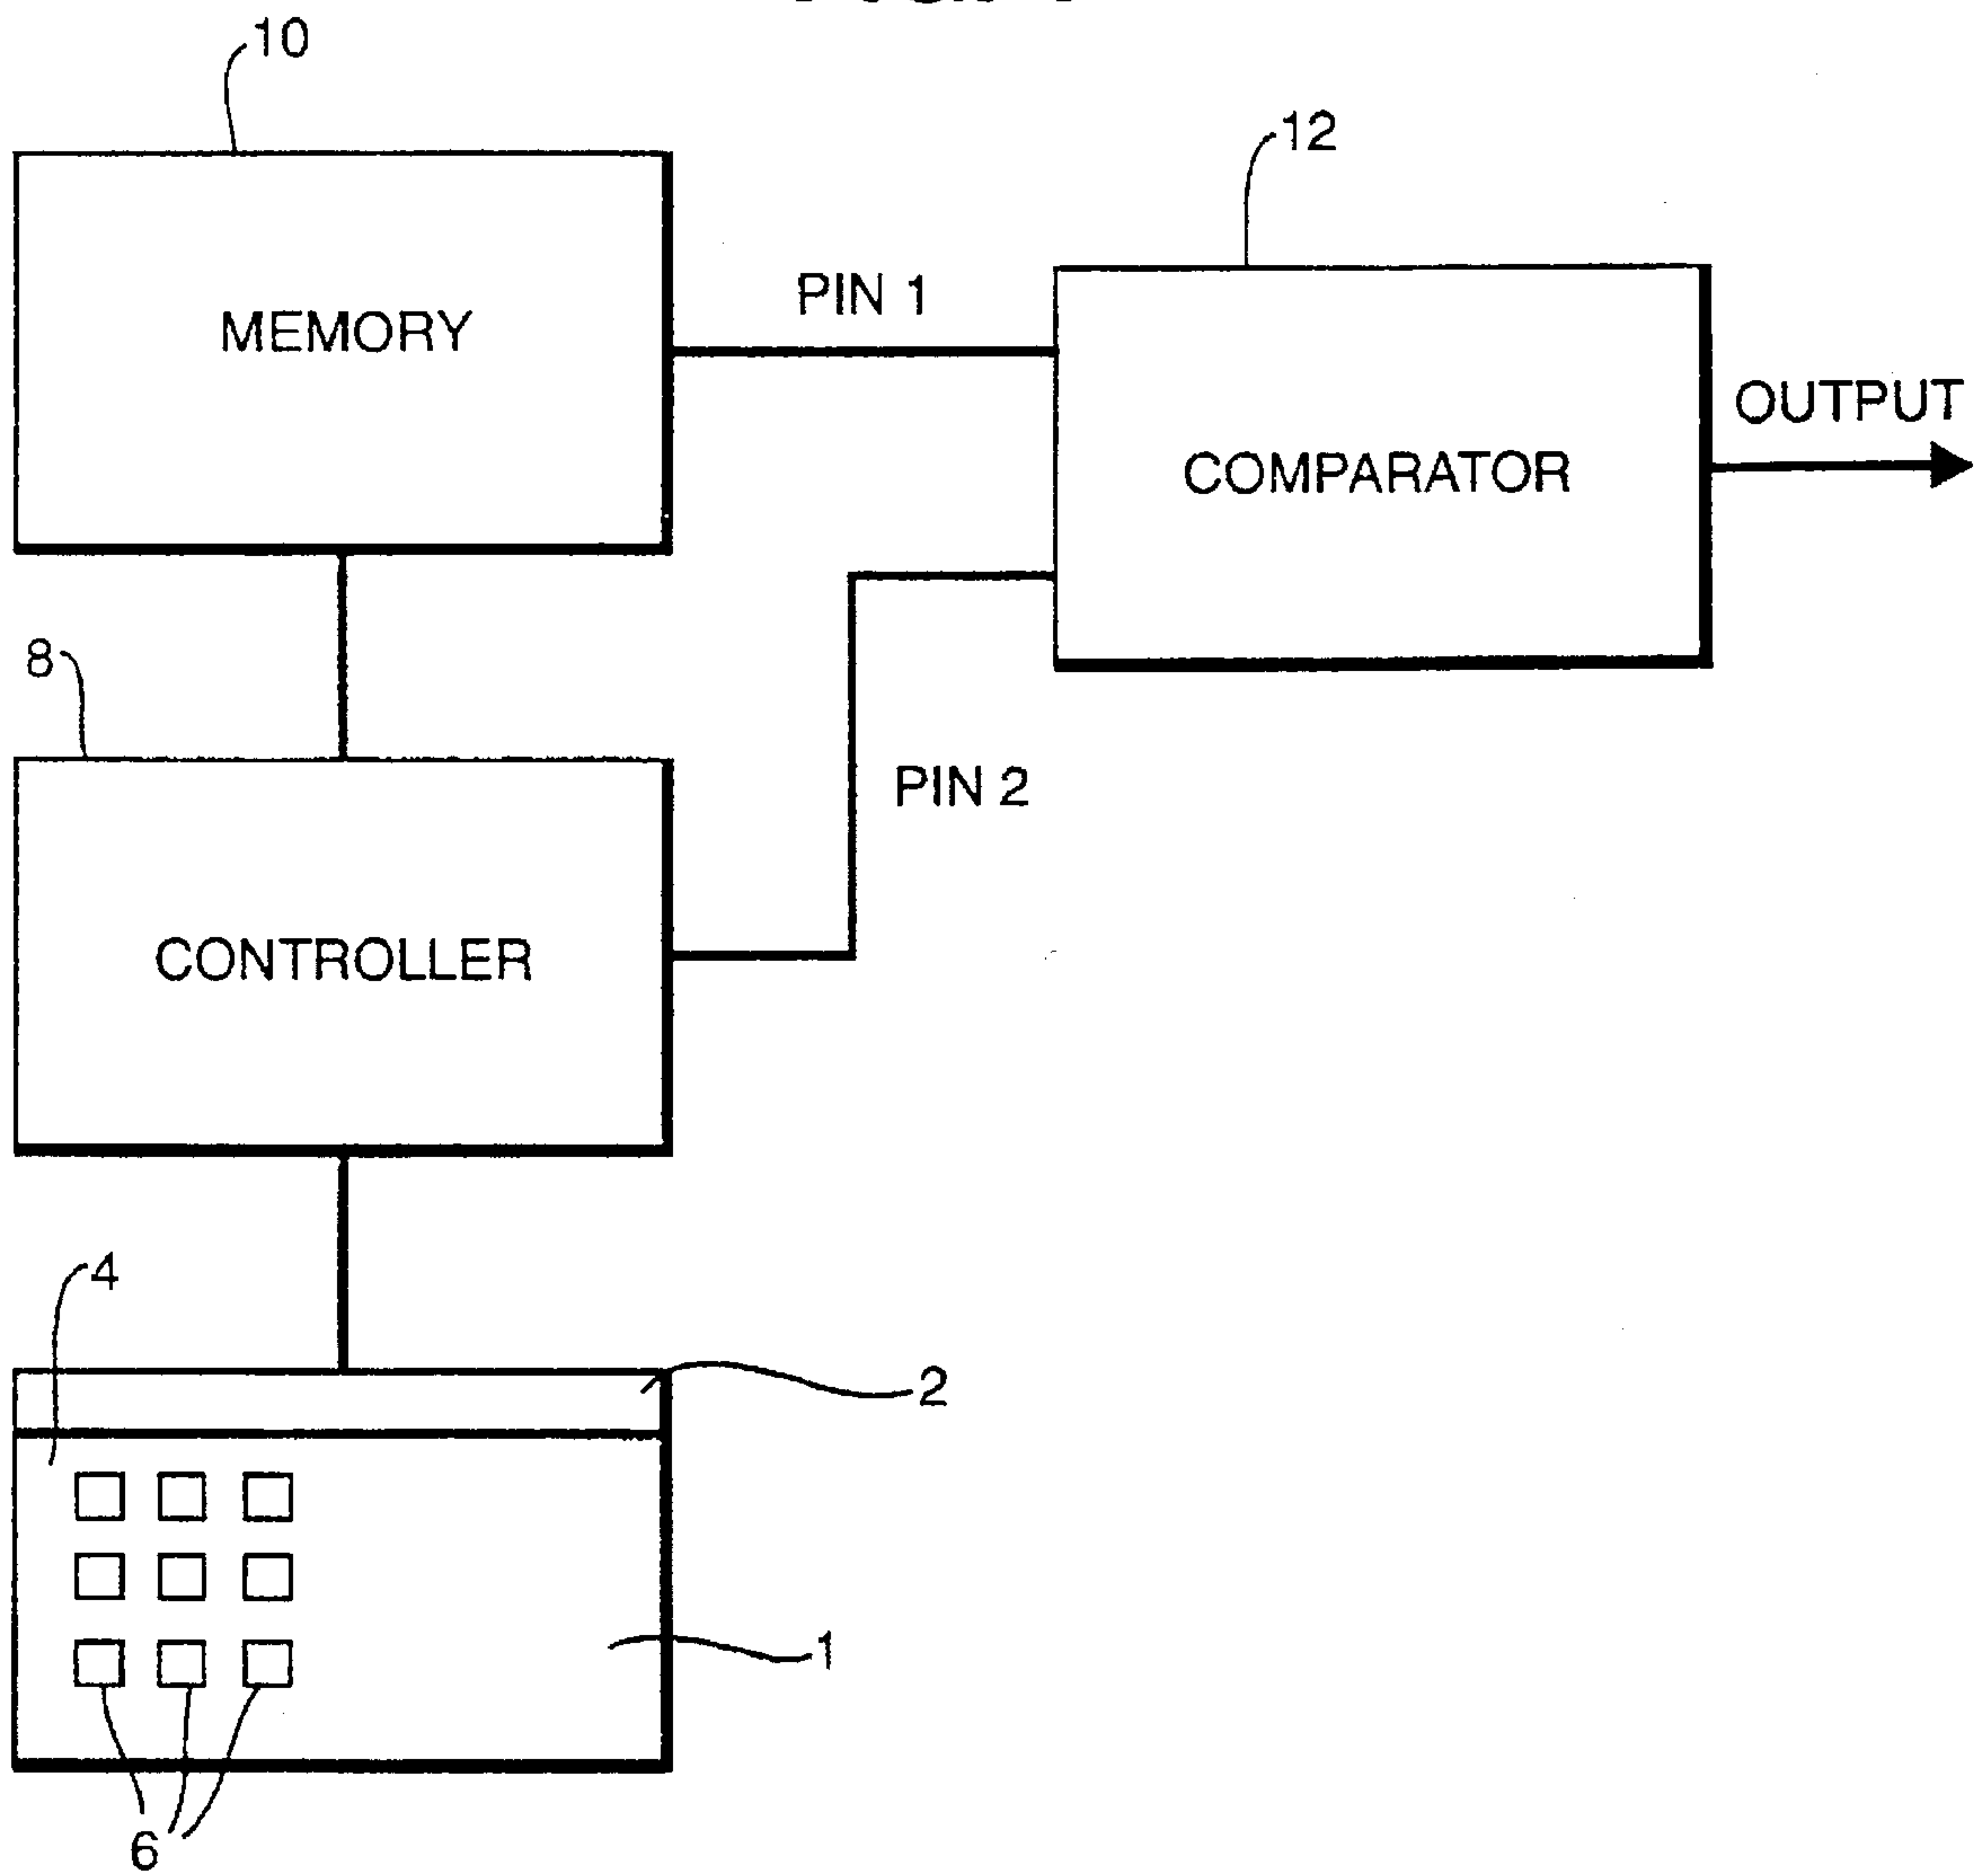 10
12
PIN 1
MEMORY
OUTPUT
COMPARATOR
8
PIN 2
CONTROLLER
4
2
1
6